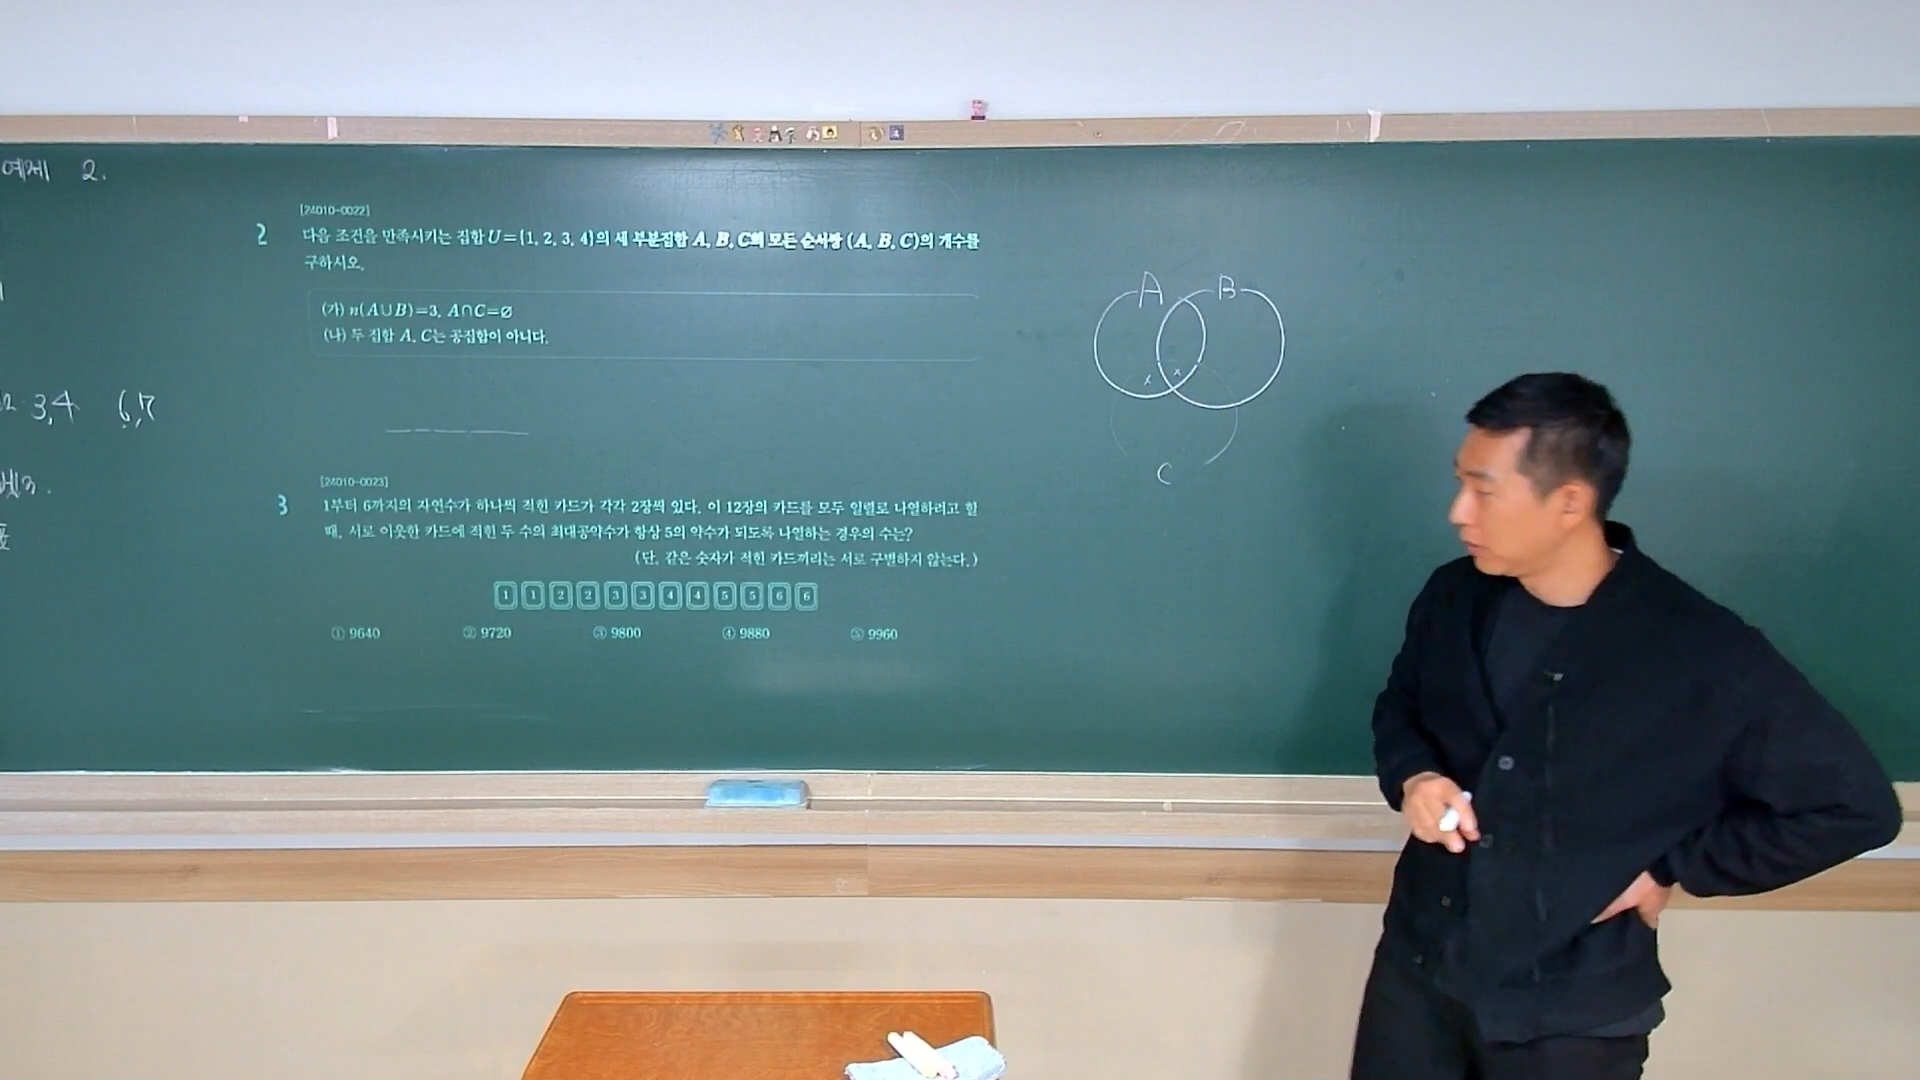 예제 2.
[24010-0022]
2 다음 조건을 만족시키는 집합 U={1, 2, 3, 4}의 세 부분집합 A, B, C의 모든 순서쌍 (A, B, C)의 개수를
구하시오.
(가) n(A∪B)=3, A∩C=∅
(나) 두 집합 A, C는 공집합이 아니다.
A B
x x
C
3,4 6,7
[24010-0023]
3 1부터 6까지의 자연수가 하나씩 적힌 카드가 각각 2장씩 있다. 이 12장의 카드를 모두 일렬로 나열하려고 할
때, 서로 이웃한 카드에 적힌 두 수의 최대공약수가 항상 5의 약수가 되도록 나열하는 경우의 수는?
(단, 같은 숫자가 적힌 카드끼리는 서로 구별하지 않는다.)
1 1 2 2 3 3 4 4 5 5 6 6
① 9640 ② 9720 ③ 9800 ④ 9880 ⑤ 9960